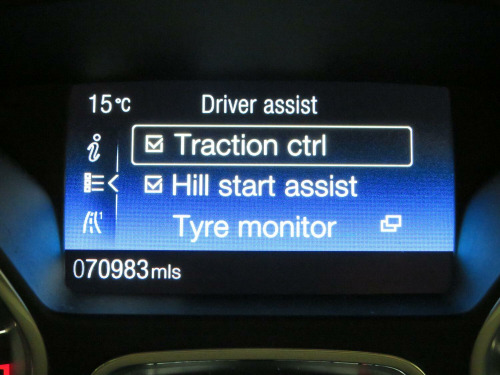 15°C Driver assist
Traction ctrl
Hill start assist
Tyre monitor
070983mls